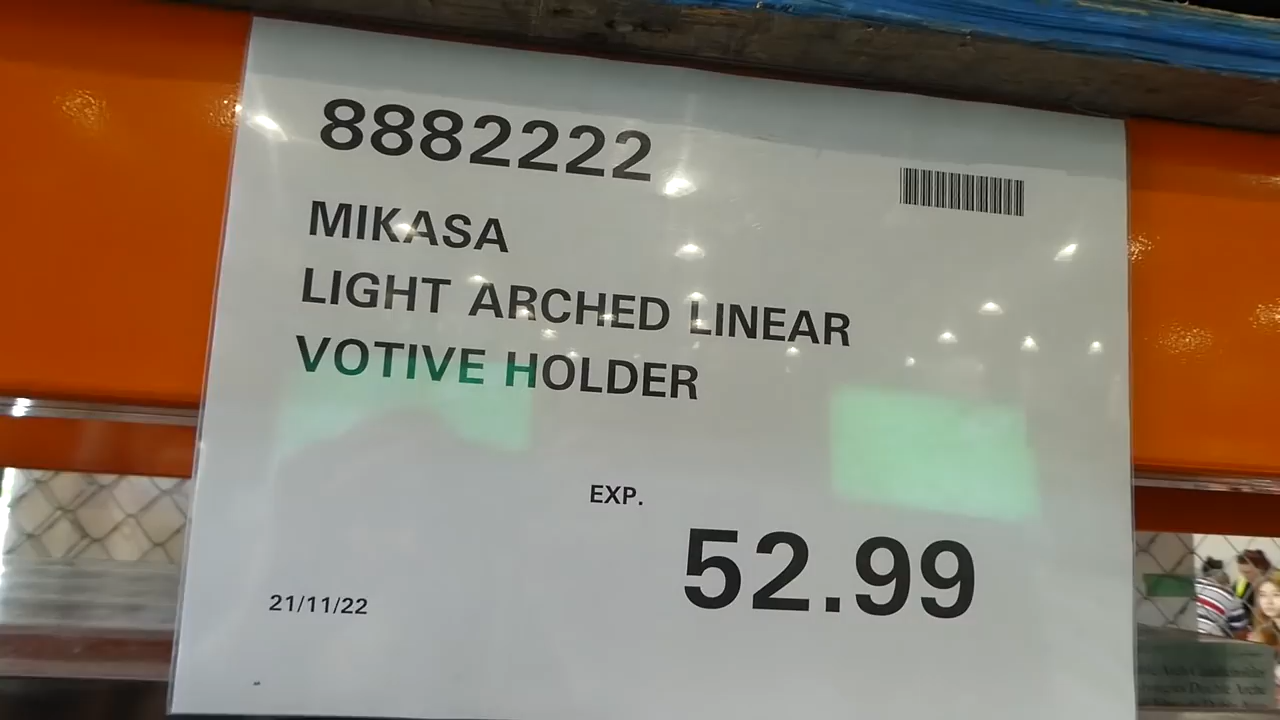 8882222
MIKASA
LIGHT ARCHED LINEAR
VOTIVE HOLDER
EXP.
52.99
21/11/22